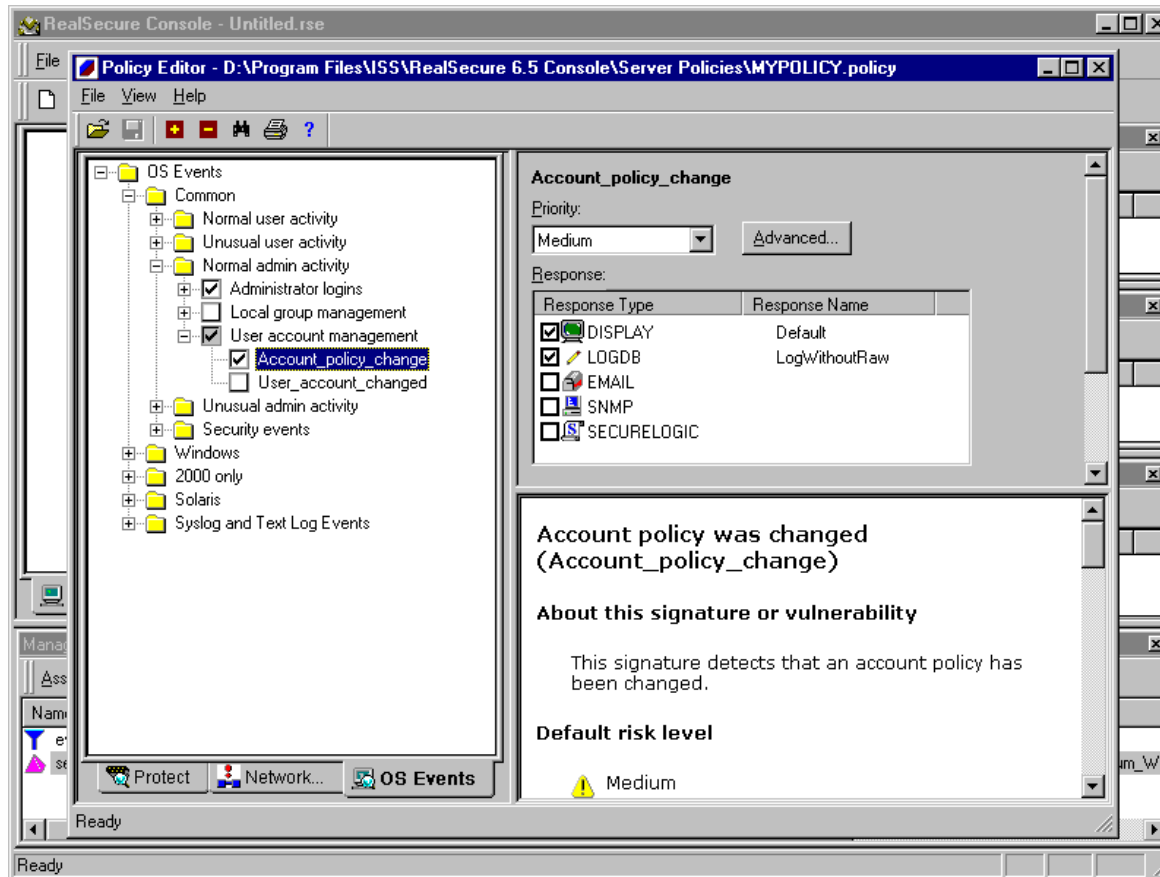 RealSecure Console - Untitled.rse
File
Policy Editor - D:\Program Files\ISS\RealSecure 6.5 Console\Server Policies\MYPOLICY.policy
File View Help
OS Events
Common
Normal user activity
Unusual user activity
Normal admin activity
Administrator logins
Local group management
User account management
Account_policy_change
User_account_changed
Unusual admin activity
Security events
Windows
2000 only
Solaris
Syslog and Text Log Events
Protect Network... OS Events
Account_policy_change
Priority:
Medium Advanced...
Response:
Response Type Response Name
DISPLAY Default
LOGDB LogWithoutRaw
EMAIL
SNMP
SECURELOGIC
Account policy was changed
(Account_policy_change)
About this signature or vulnerability
This signature detects that an account policy has
been changed.
Default risk level
Medium
Ready
Ready